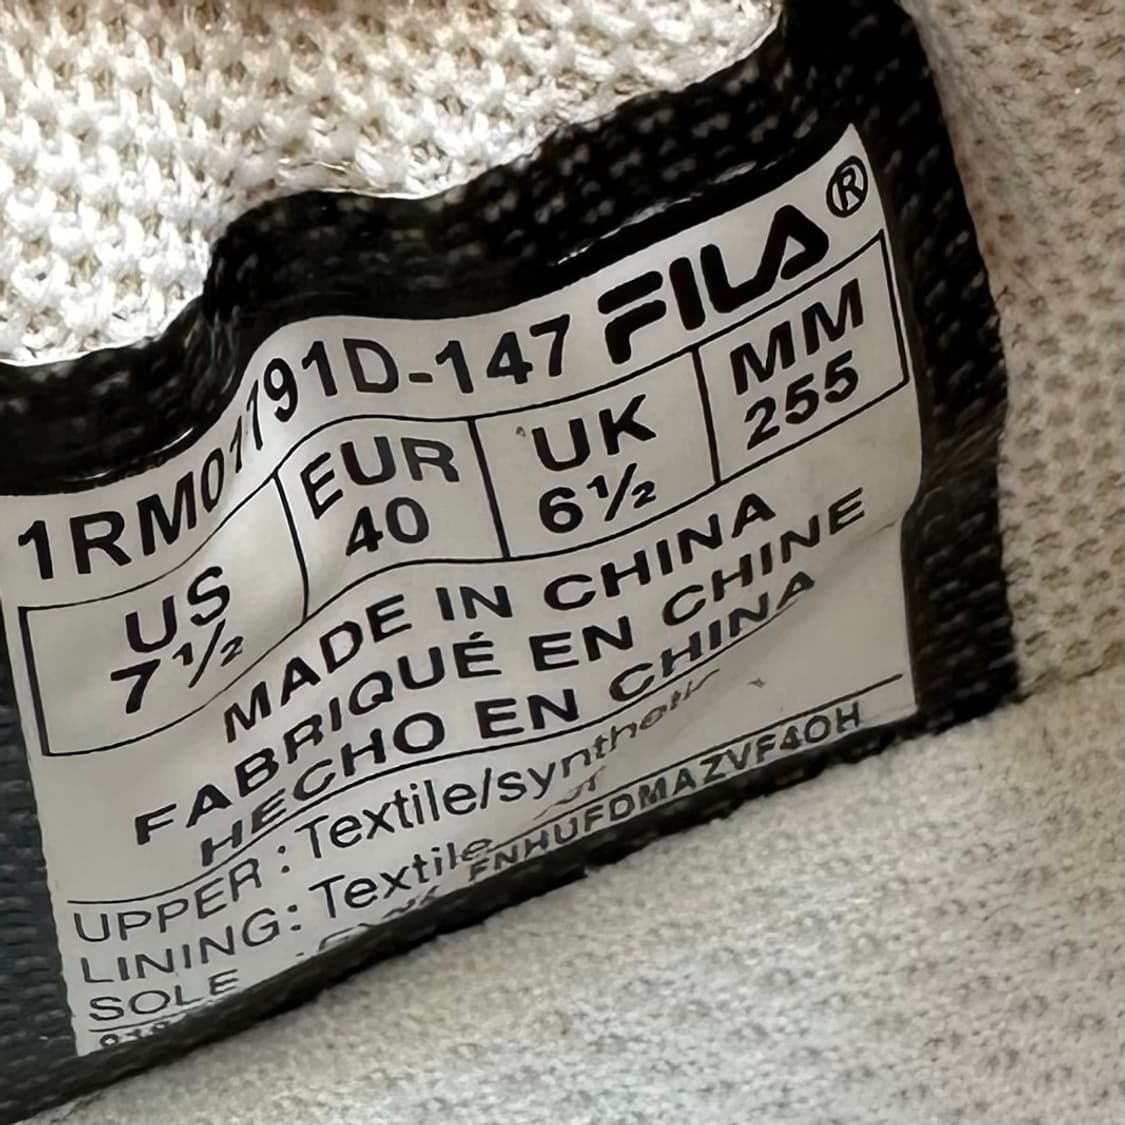 1RM01791D-147 FILA®
US EUR UK MM
7½ 40 6½ 255
MADE IN CHINA
FABRIQUÉ EN CHINE
HECHO EN CHINA
UPPER: Textile/synthetic
LINING: Textile
SOLE :
FNHUFDMAZVF4OH